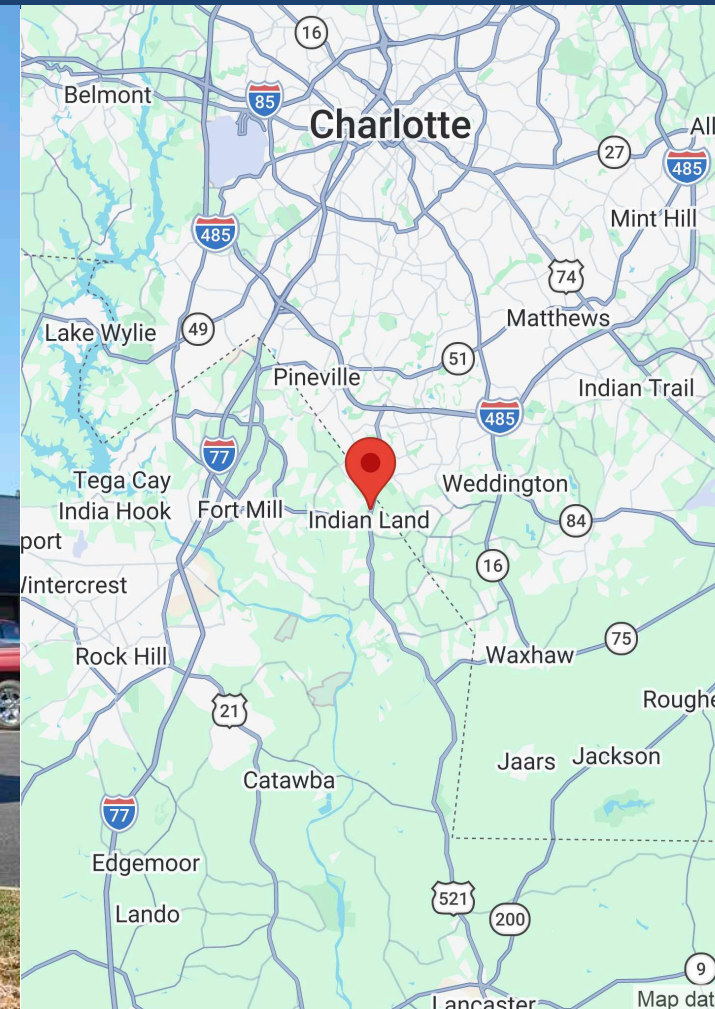 16
Belmont
85
Charlotte
27
All
485
Mint Hill
485
74
Matthews
Lake Wylie
49
51
Pineville
Indian Trail
485
77
Tega Cay
Weddington
India Hook
Fort Mill
Indian Land
84
port
16
intercrest
75
Rock Hill
Waxhaw
21
Roughe
Jaars
Jackson
Catawba
77
Edgemoor
521
Lando
200
9
Lancaster
Map dat